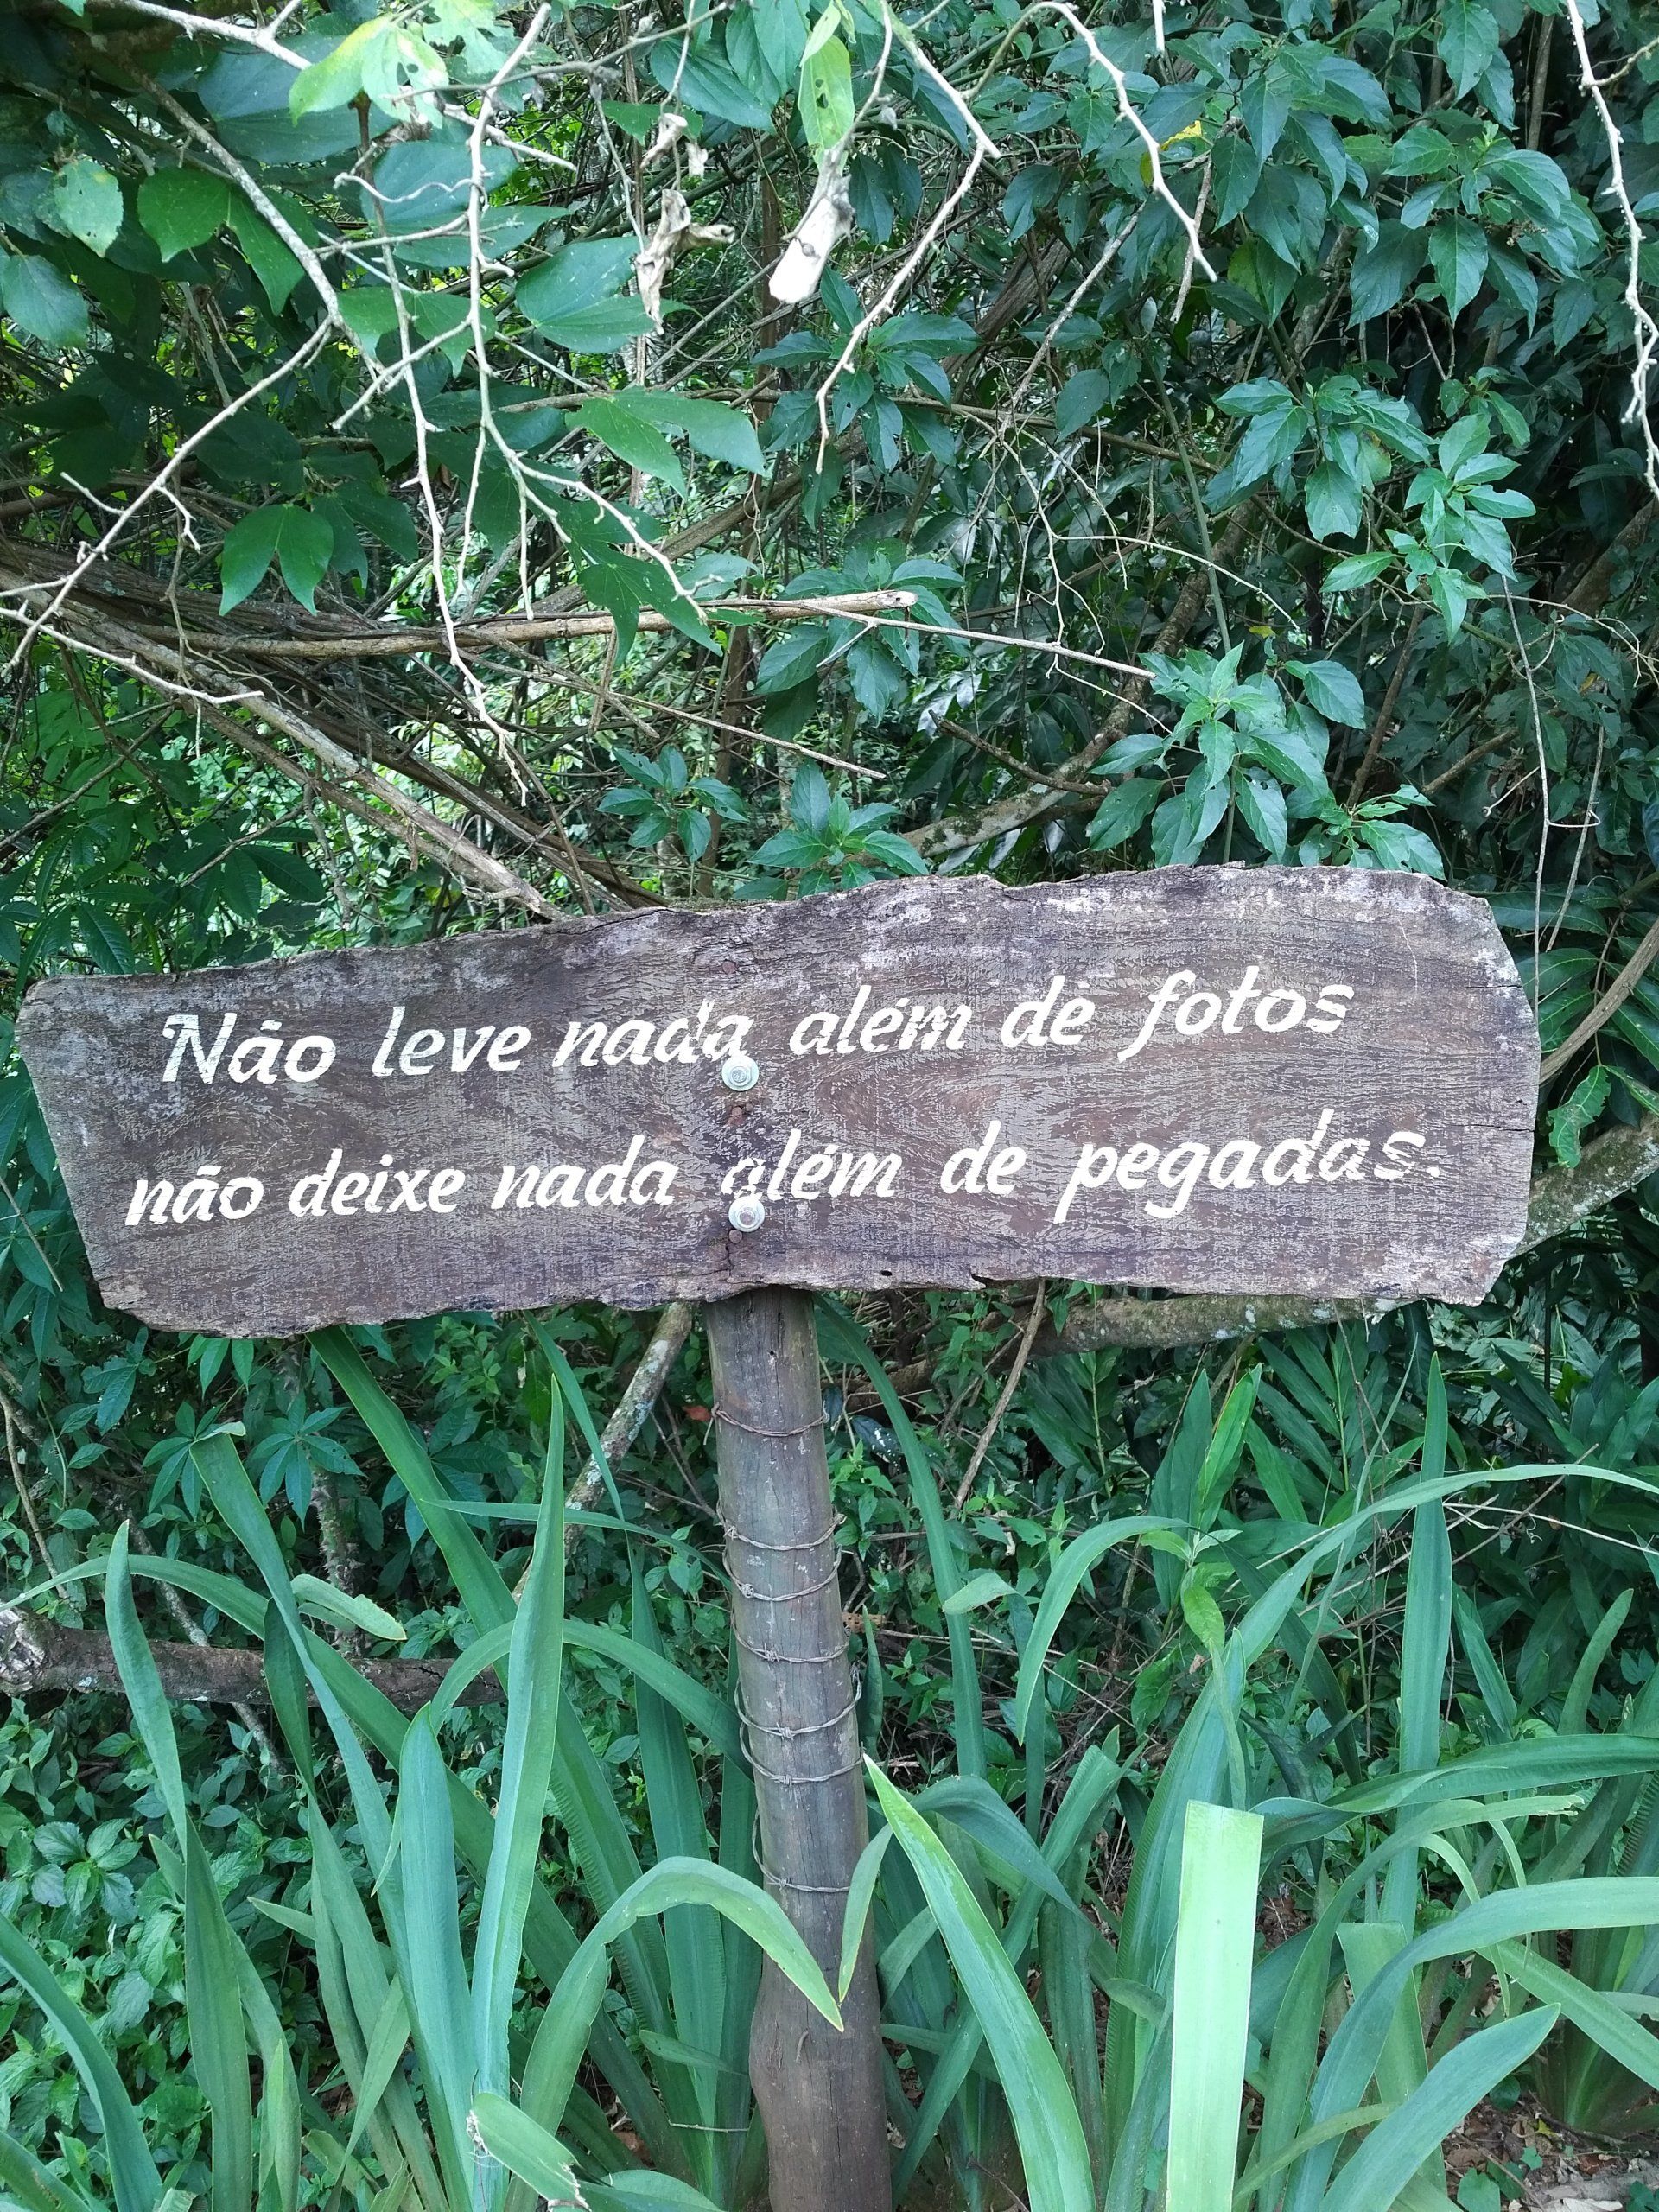 Não leve nada além de fotos
não deixe nada além de pegadas.